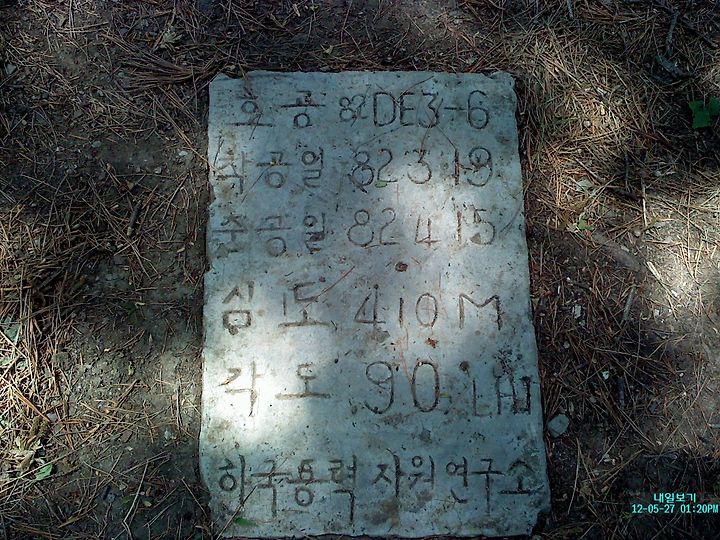 호공 82DE3-6
착공일 82 3 19
준공일 82 4 15
심도 410M
각도 90
한국동력자원연구소
내일보기
12-05-27 01:20PM